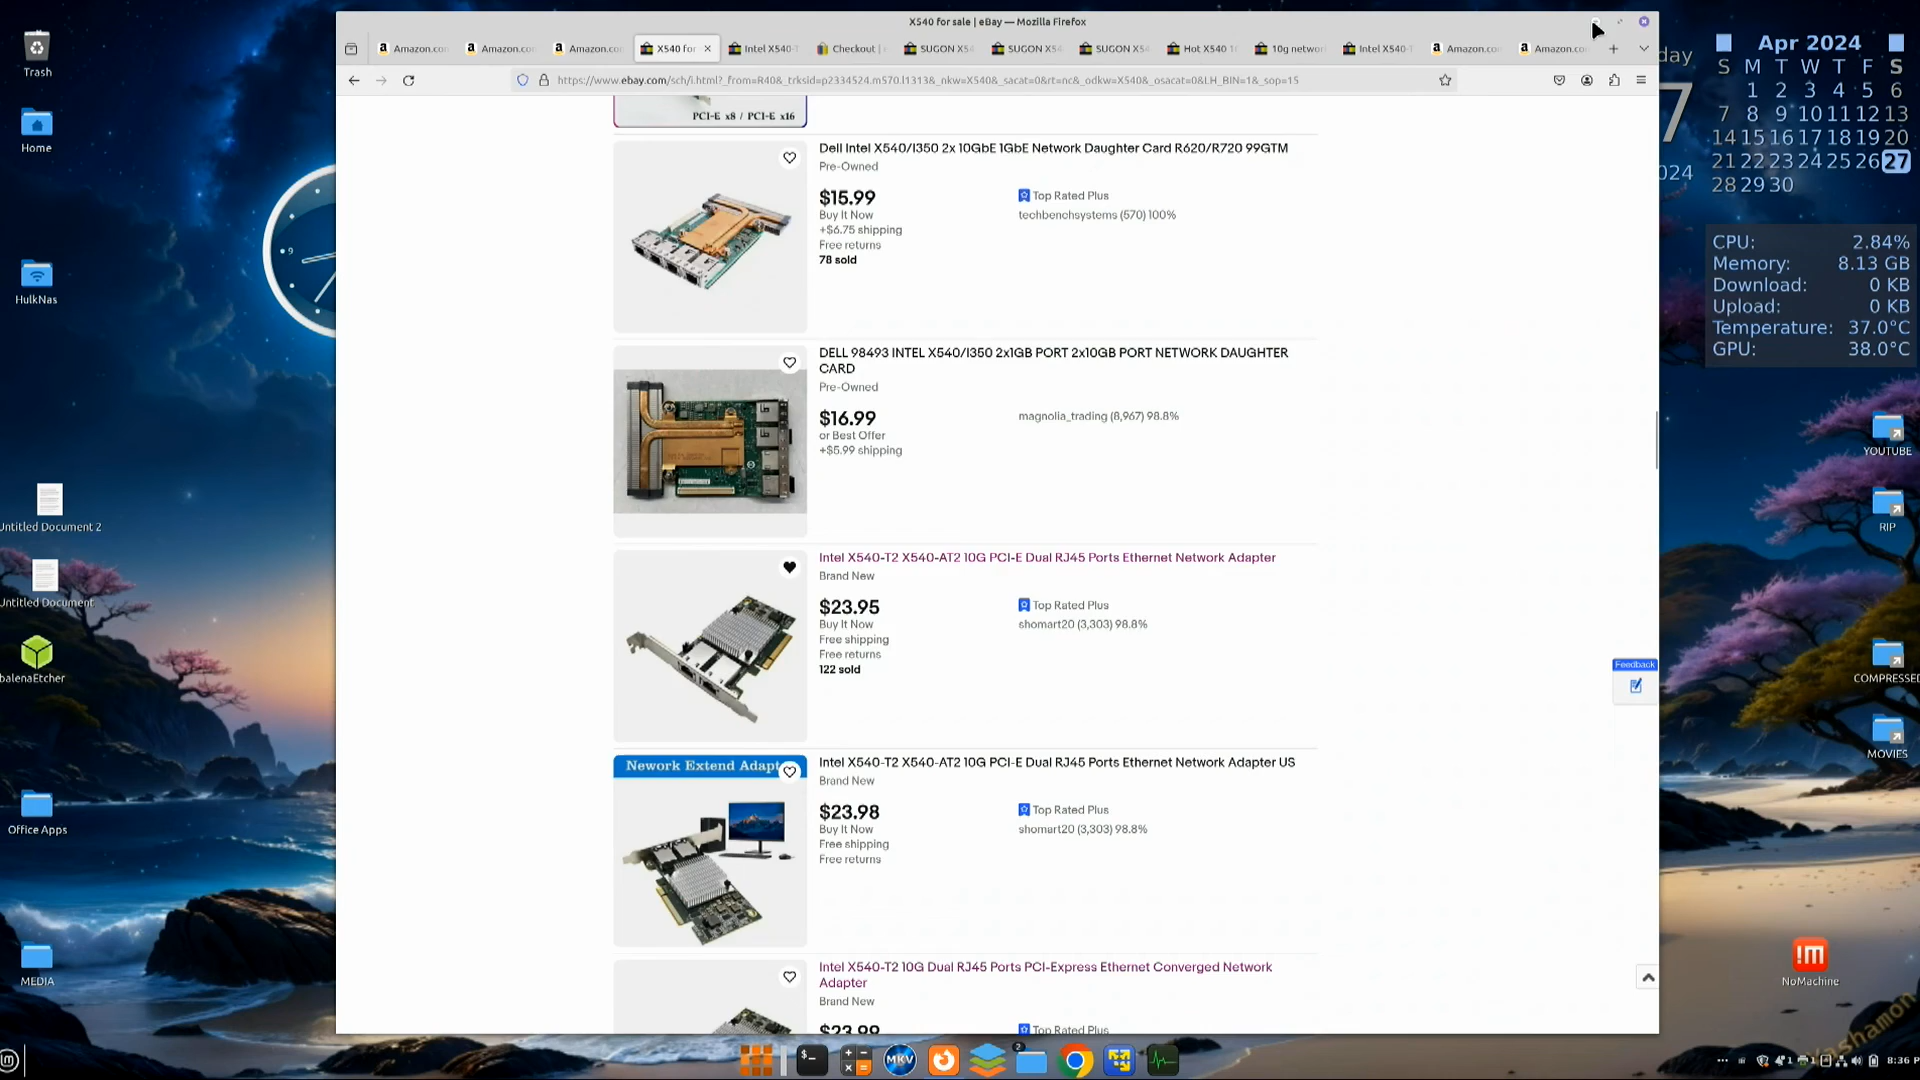 X540 for sale | eBay — Mozilla Firefox
Amazon.co
Amazon.co
Amazon.co
X540 for
Intel X540-T
Checkout |
SUGON X54
SUGON X54
SUGON X54
Hot X540 1
10g networ
Intel X540-T
Amazon.co
Amazon.co
https://www.ebay.com/sch/i.html?_from=R40&_trksid=p2334524.m570.l1313&_nkw=X540&_sacat=0&rt=nc&_odkw=X540&_osacat=0&LH_BIN=1&_sop=15
PCI-E x8 / PCI-E x16
Dell Intel X540/I350 2x 10GbE 1GbE Network Daughter Card R620/R720 99GTM
Pre-Owned
$15.99
Buy It Now
+$6.75 shipping
Free returns
78 sold
Top Rated Plus
techbenchsystems (570) 100%
DELL 98493 INTEL X540/I350 2x1GB PORT 2x10GB PORT NETWORK DAUGHTER
CARD
Pre-Owned
$16.99
or Best Offer
+$5.99 shipping
magnolia_trading (8,967) 98.8%
Intel X540-T2 X540-AT2 10G PCI-E Dual RJ45 Ports Ethernet Network Adapter
Brand New
$23.95
Buy It Now
Free shipping
Free returns
122 sold
Top Rated Plus
shomart20 (3,303) 98.8%
Nework Extend Adapt
Intel X540-T2 X540-AT2 10G PCI-E Dual RJ45 Ports Ethernet Network Adapter US
Brand New
$23.98
Buy It Now
Free shipping
Free returns
Top Rated Plus
shomart20 (3,303) 98.8%
Intel X540-T2 10G Dual RJ45 Ports PCI-Express Ethernet Converged Network
Adapter
Brand New
$23.99
Top Rated Plus
Feedback
Trash
Home
HulkNas
9
Untitled Document 2
Untitled Document
balenaEtcher
Office Apps
MEDIA
day
7
024
Apr 2024
S M T W T F S
1 2 3 4 5 6
7 8 9 10 11 12 13
14 15 16 17 18 19 20
21 22 23 24 25 26 27
28 29 30
CPU: 2.84%
Memory: 8.13 GB
Download: 0 KB
Upload: 0 KB
Temperature: 37.0°C
GPU: 38.0°C
YOUTUBE
RIP
COMPRESSED
MOVIES
NoMachine
MKV
2
8:36 P